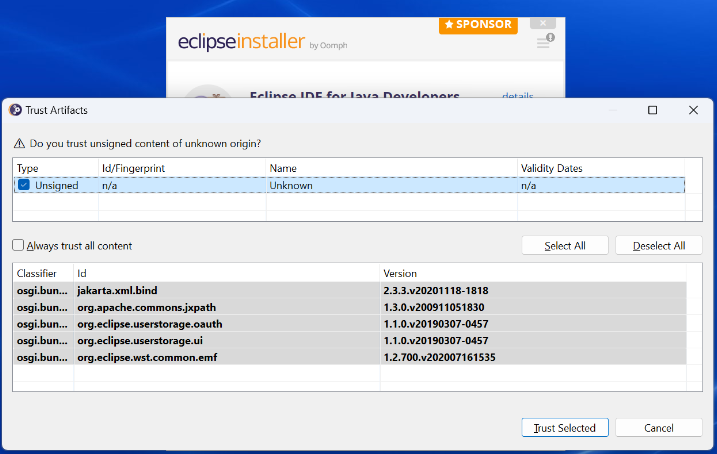 SPONSOR
eclipseinstaller by Oomph
Eclipse IDE for Java Developers details
Trust Artifacts
Do you trust unsigned content of unknown origin?
Type Id/Fingerprint Name Validity Dates
Unsigned n/a Unknown n/a
Always trust all content Select All Deselect All
Classifier Id Version
osgi.bun... jakarta.xml.bind 2.3.3.v20201118-1818
osgi.bun... org.apache.commons.jxpath 1.3.0.v200911051830
osgi.bun... org.eclipse.userstorage.oauth 1.1.0.v20190307-0457
osgi.bun... org.eclipse.userstorage.ui 1.1.0.v20190307-0457
osgi.bun... org.eclipse.wst.common.emf 1.2.700.v202007161535
Trust Selected Cancel